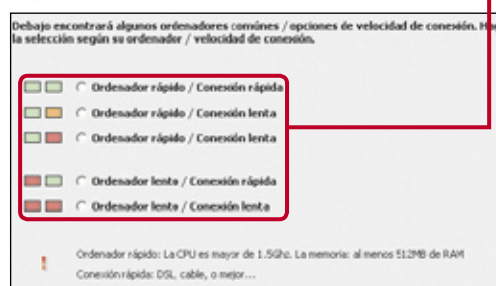 Debajo encontrará algunos ordenadores comúnes / opciones de velocidad de conexión. Hag
la selección según su ordenador / velocidad de conexión.
Ordenador rápido / Conexión rápida
Ordenador rápido / Conexión lenta
Ordenador rápido / Conexión lenta
Ordenador lento / Conexión rápida
Ordenador lento / Conexión lenta
! Ordenador rápido: La CPU es mayor de 1.5Ghz. La memoria: al menos 512MB de RAM
Conexión rápida: DSL, cable, o mejor...